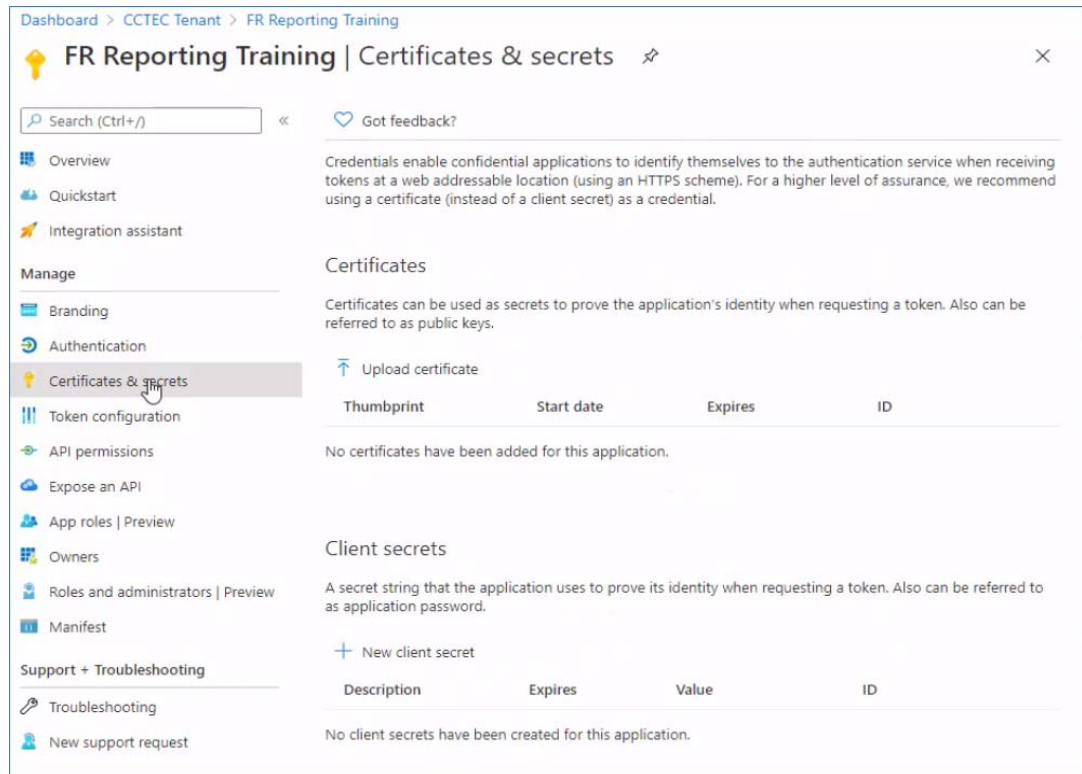 Dashboard > CCTEC Tenant > FR Reporting Training
FR Reporting Training | Certificates & secrets
Search (Ctrl+/)
«
Overview
Quickstart
Integration assistant
Manage
Branding
Authentication
Certificates & secrets
Token configuration
API permissions
Expose an API
App roles | Preview
Owners
Roles and administrators | Preview
Manifest
Support + Troubleshooting
Troubleshooting
New support request
Got feedback?
Credentials enable confidential applications to identify themselves to the authentication service when receiving
tokens at a web addressable location (using an HTTPS scheme). For a higher level of assurance, we recommend
using a certificate (instead of a client secret) as a credential.
Certificates
Certificates can be used as secrets to prove the application's identity when requesting a token. Also can be
referred to as public keys.
Upload certificate
Thumbprint Start date Expires ID
No certificates have been added for this application.
Client secrets
A secret string that the application uses to prove its identity when requesting a token. Also can be referred to
as application password.
New client secret
Description Expires Value ID
No client secrets have been created for this application.